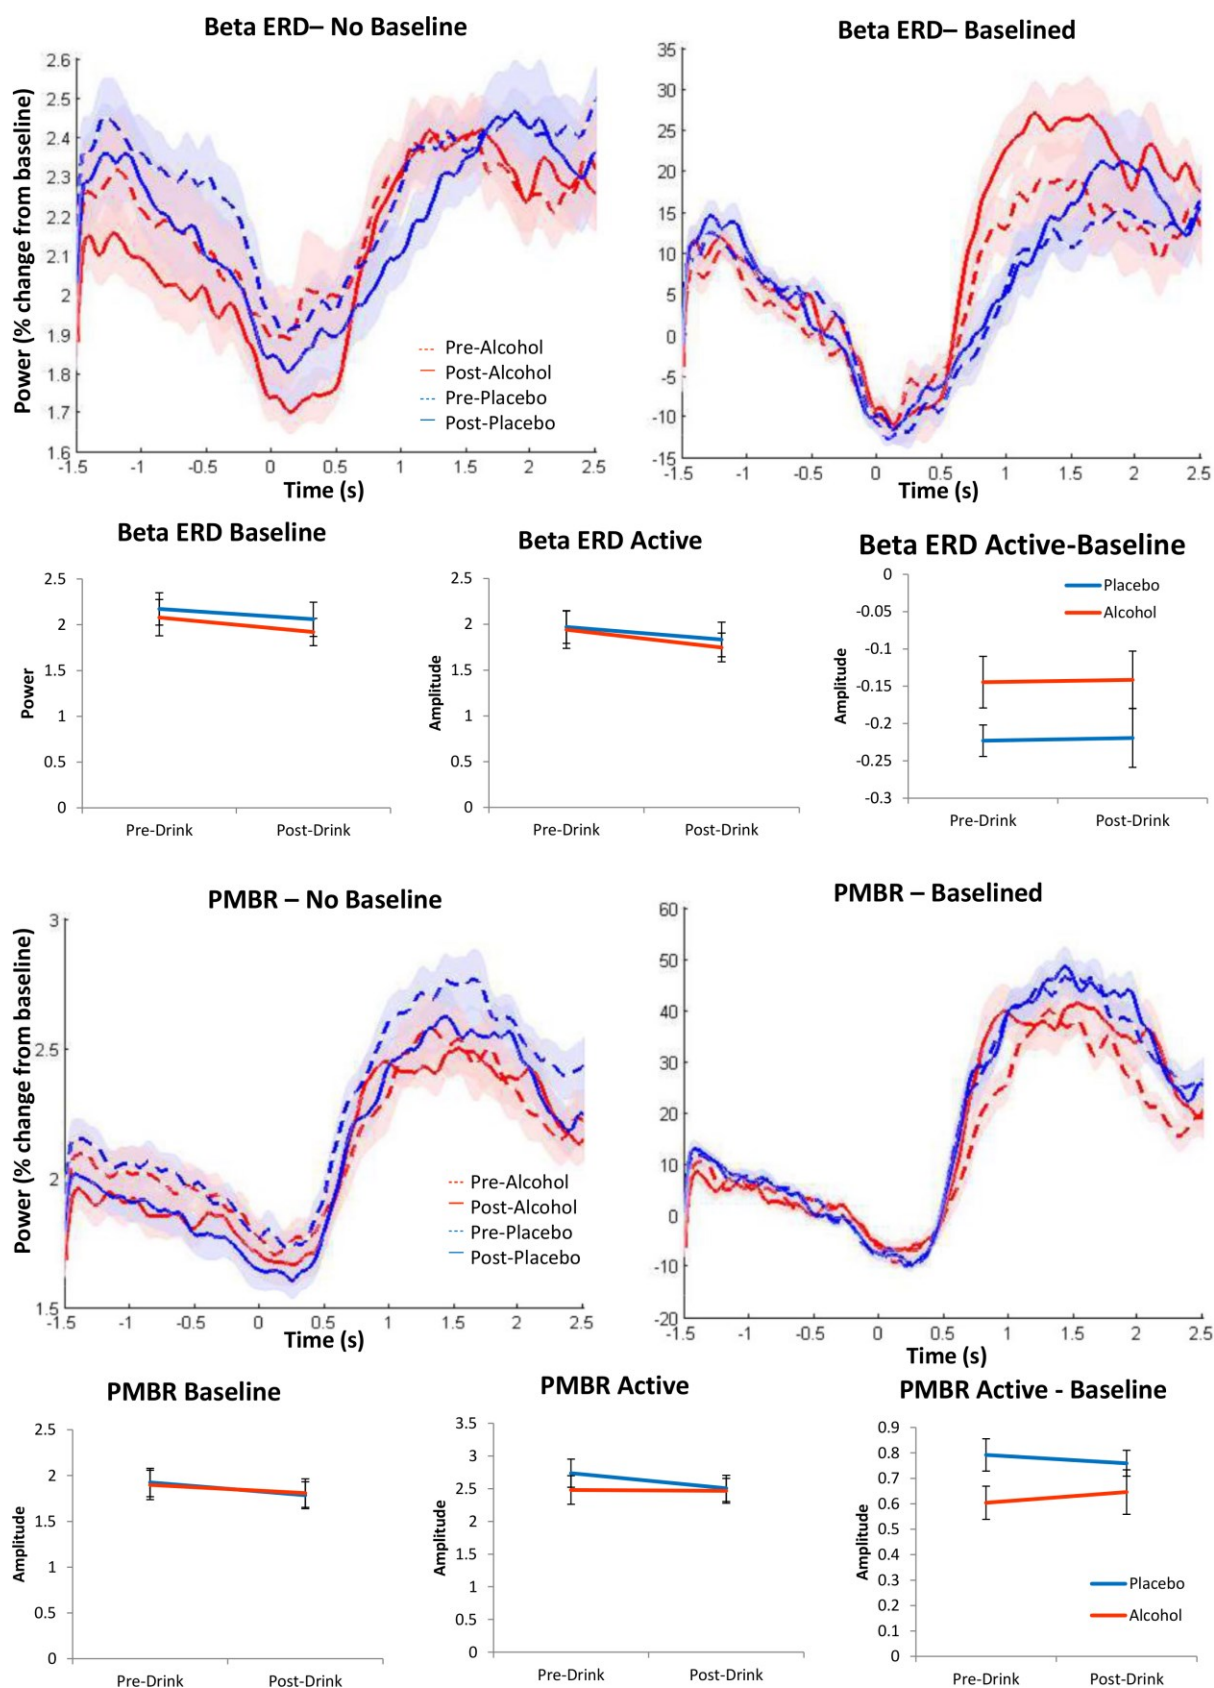 Beta ERD– No Baseline
Beta ERD– Baselined
Power (% change from baseline)
2.6
2.5
2.4
2.3
2.2
2.1
2
1.9
1.8
1.7
1.6
-1.5 -1 -0.5 0 0.5 1 1.5 2 2.5
Time (s)
Pre-Alcohol
Post-Alcohol
Pre-Placebo
Post-Placebo
35
30
25
20
15
10
5
0
-5
-10
-15
-1.5 -1 -0.5 0 0.5 1 1.5 2 2.5
Time (s)
Beta ERD Baseline
Power
2.5
2
1.5
1
0.5
0
Pre-Drink Post-Drink
Beta ERD Active
Amplitude
2.5
2
1.5
1
0.5
0
Pre-Drink Post-Drink
Beta ERD Active-Baseline
Amplitude
0
-0.05
-0.1
-0.15
-0.2
-0.25
-0.3
Placebo
Alcohol
Pre-Drink Post-Drink
PMBR – No Baseline
Power (% change from baseline)
3
2.5
2
1.5
-1.5 -1 -0.5 0 0.5 1 1.5 2 2.5
Time (s)
Pre-Alcohol
Post-Alcohol
Pre-Placebo
Post-Placebo
PMBR – Baselined
60
50
40
30
20
10
0
-10
-20
-1.5 -1 -0.5 0 0.5 1 1.5 2 2.5
Time (s)
PMBR Baseline
Amplitude
2.5
2
1.5
1
0.5
0
Pre-Drink Post-Drink
PMBR Active
Amplitude
3.5
3
2.5
2
1.5
1
0.5
0
Pre-Drink Post-Drink
PMBR Active - Baseline
Amplitude
0.9
0.8
0.7
0.6
0.5
0.4
0.3
0.2
0.1
0
Placebo
Alcohol
Pre-Drink Post-Drink